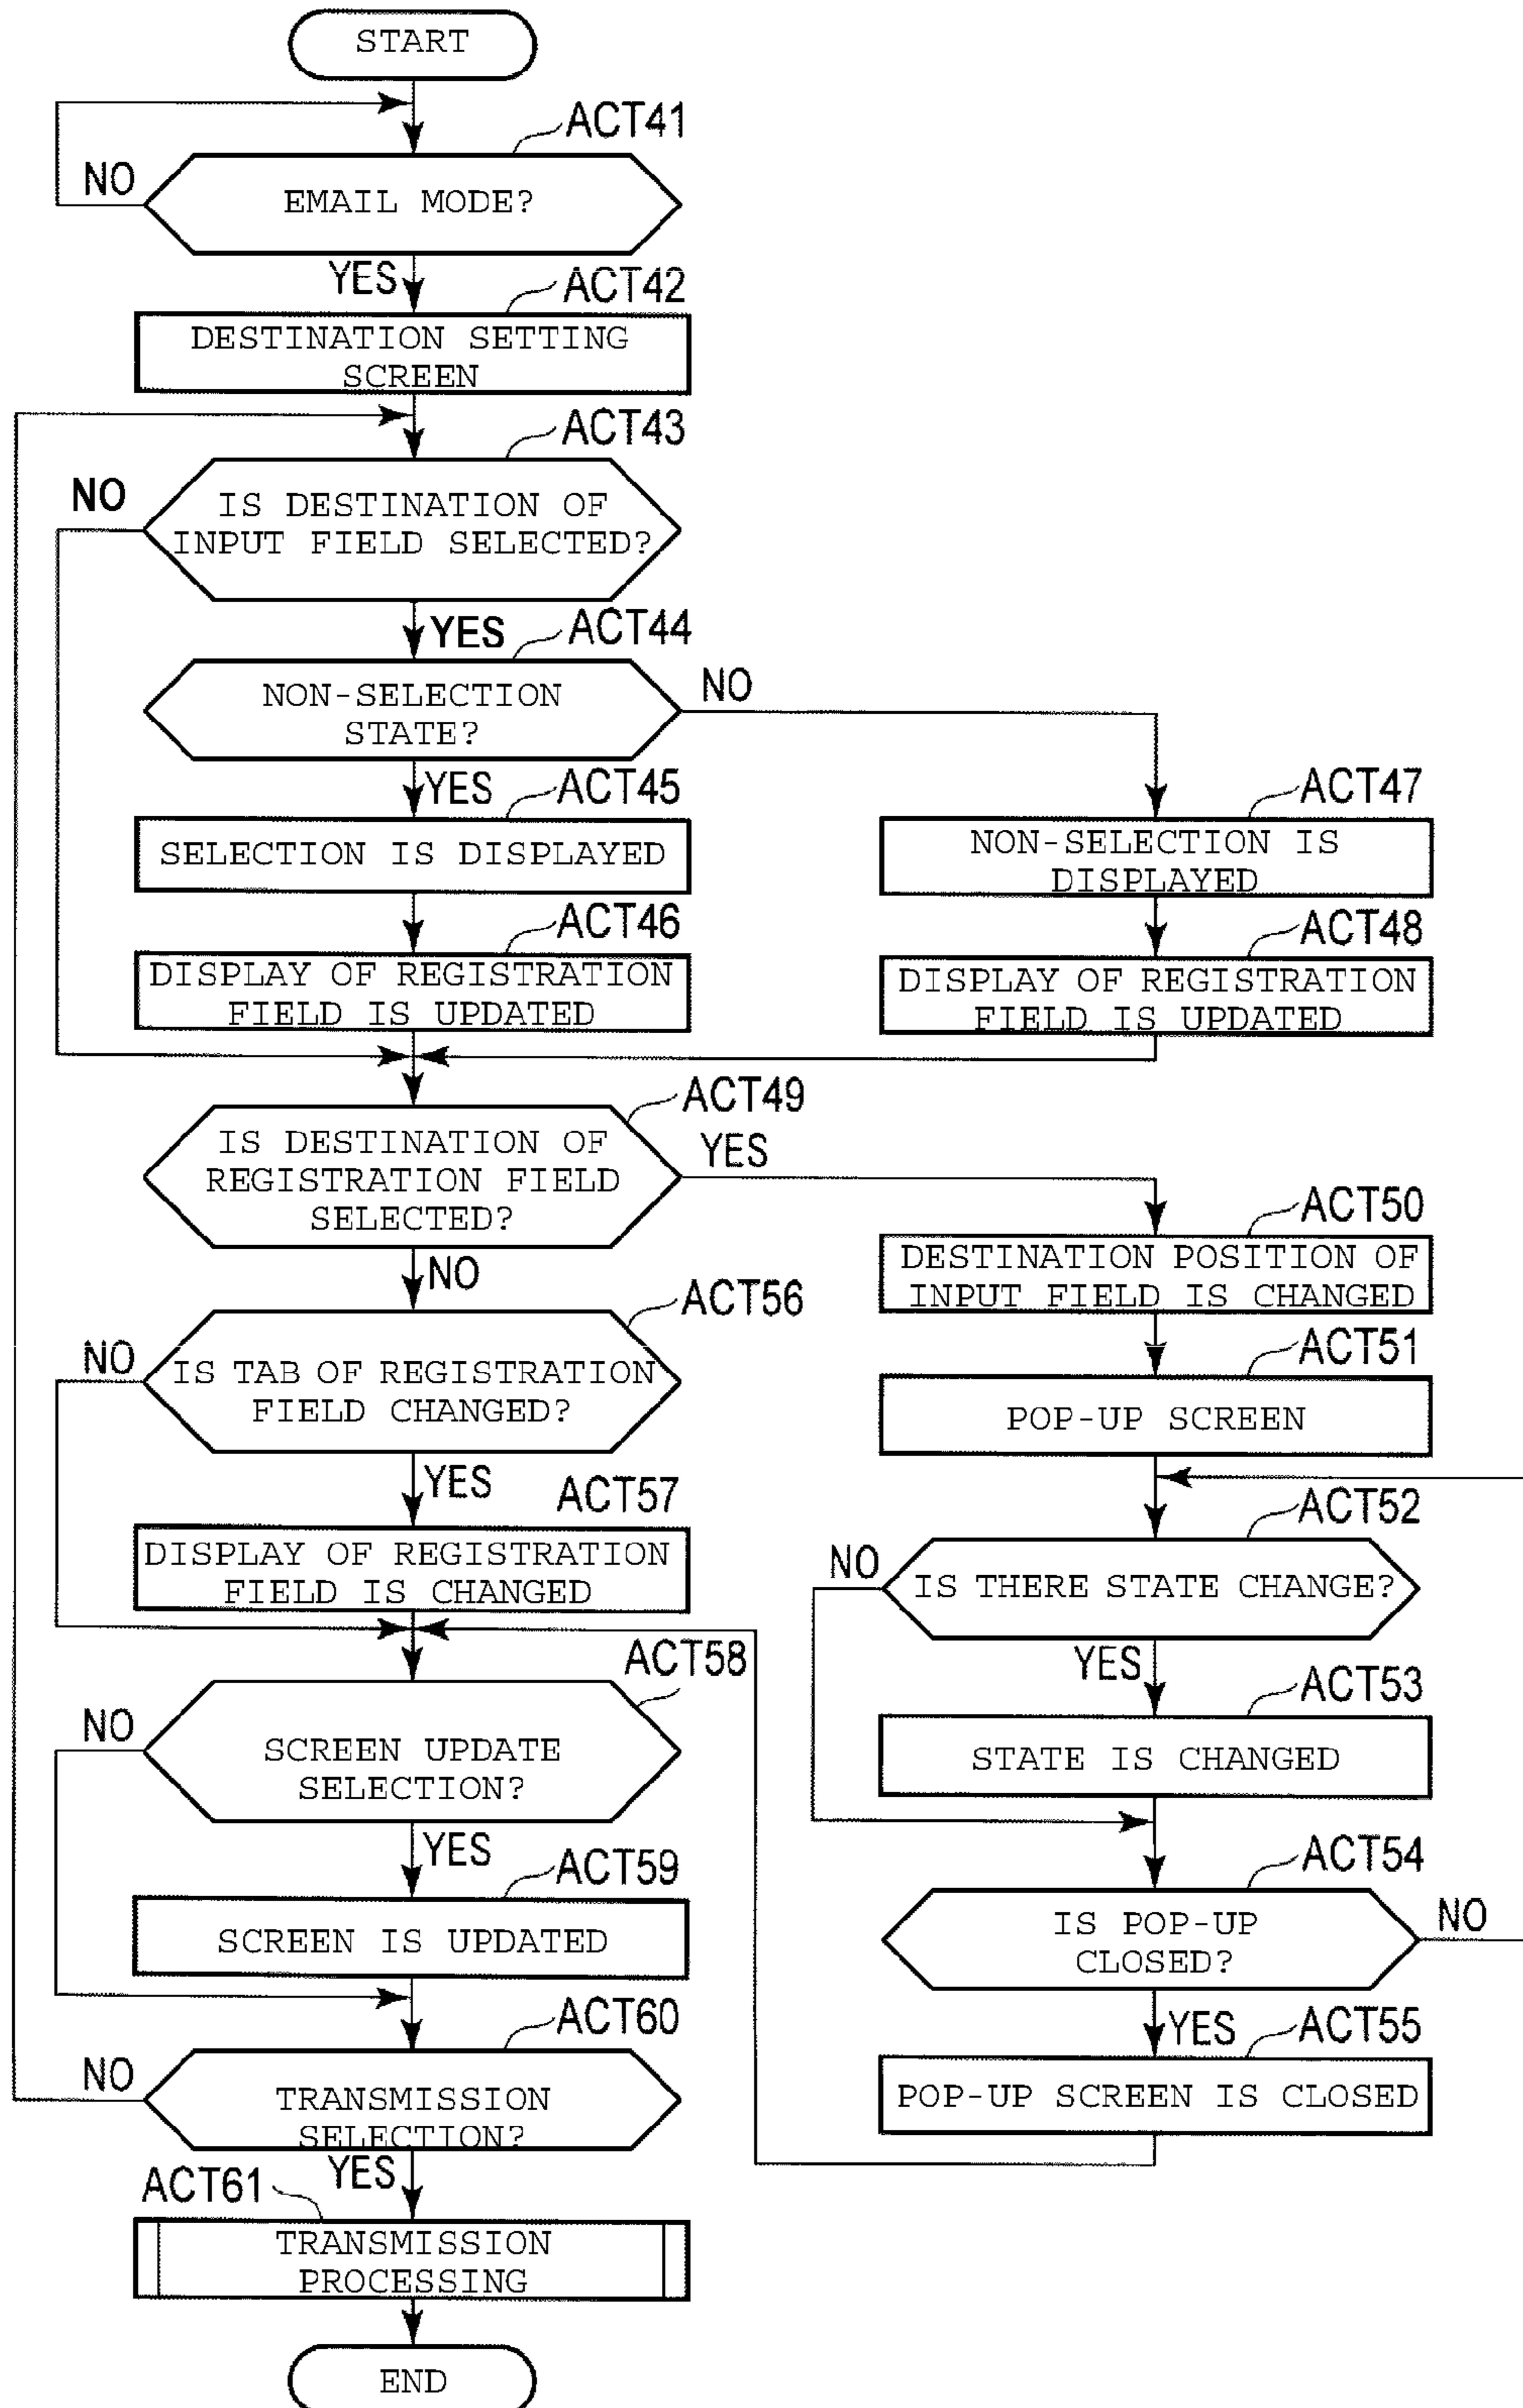 START
ACT41
NO
EMAIL MODE?
YES
ACT42
DESTINATION SETTING
SCREEN
ACT43
NO
IS DESTINATION OF
INPUT FIELD SELECTED?
YES
ACT44
NON-SELECTION
STATE?
NO
YES
ACT45
SELECTION IS DISPLAYED
ACT46
DISPLAY OF REGISTRATION
FIELD IS UPDATED
ACT47
NON-SELECTION IS
DISPLAYED
ACT48
DISPLAY OF REGISTRATION
FIELD IS UPDATED
ACT49
IS DESTINATION OF
REGISTRATION FIELD
SELECTED?
YES
NO
ACT50
DESTINATION POSITION OF
INPUT FIELD IS CHANGED
ACT51
POP-UP SCREEN
ACT52
NO
IS THERE STATE CHANGE?
YES
ACT53
STATE IS CHANGED
ACT54
IS POP-UP
CLOSED?
NO
YES
ACT55
POP-UP SCREEN IS CLOSED
ACT56
NO
IS TAB OF REGISTRATION
FIELD CHANGED?
YES
ACT57
DISPLAY OF REGISTRATION
FIELD IS CHANGED
ACT58
NO
SCREEN UPDATE
SELECTION?
YES
ACT59
SCREEN IS UPDATED
ACT60
NO
TRANSMISSION
SELECTION?
YES
ACT61
TRANSMISSION
PROCESSING
END